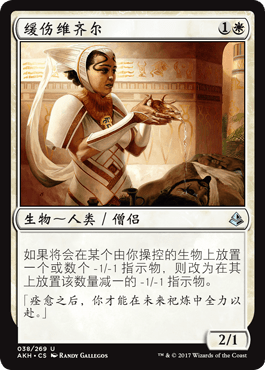 缓伤维齐尔 1
生物～人类 / 僧侣
如果将会在某个由你操控的生物上放置
一个或数个 -1/-1 指示物，则改为在其
上放置该数量减一的 -1/-1 指示物。
「痊愈之后，你才能在未来祀炼中全力以
赴。」
2/1
038/269 U
AKH • CS RANDY GALLEGOS
™ & © 2017 Wizards of the Coast